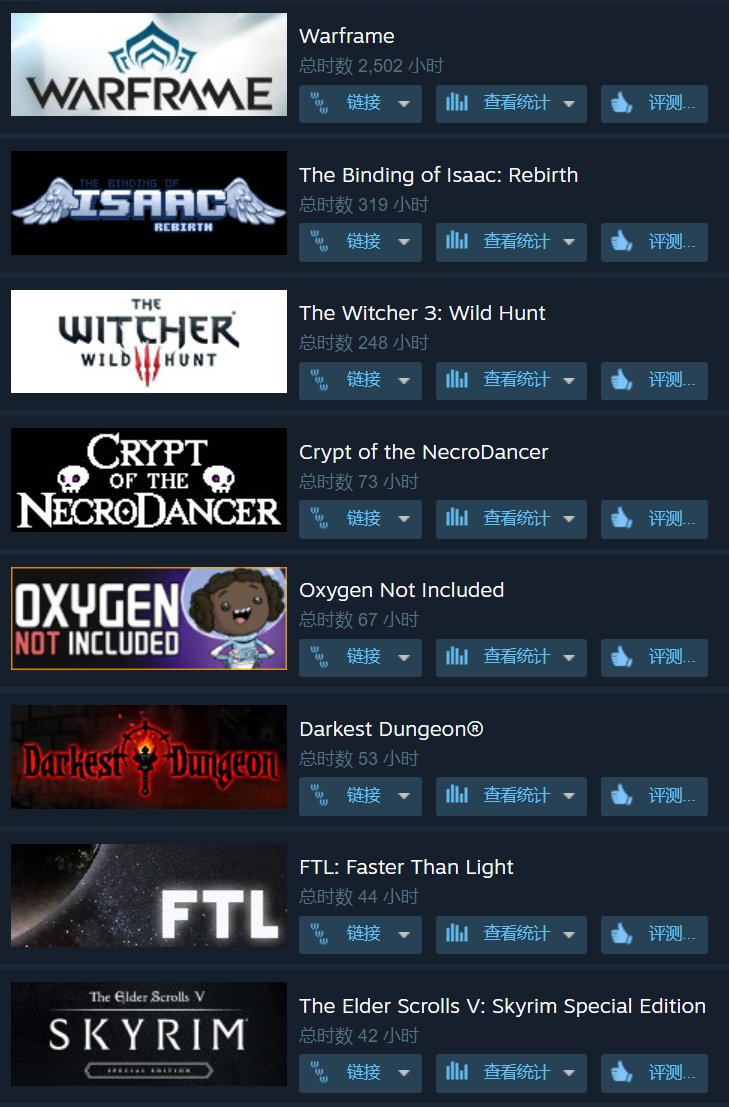 WARFRAME
Warframe
总时数 2,502 小时
链接 查看统计 评测...
THE BINDING OF
ISAAC
REBIRTH
The Binding of Isaac: Rebirth
总时数 319 小时
链接 查看统计 评测...
THE
WITCHER
WILD HUNT
The Witcher 3: Wild Hunt
总时数 248 小时
链接 查看统计 评测...
CRYPT
OF THE
NECRODANCER
Crypt of the NecroDancer
总时数 73 小时
链接 查看统计 评测...
OXYGEN
NOT INCLUDED
Oxygen Not Included
总时数 67 小时
链接 查看统计 评测...
Darkest Dungeon
Darkest Dungeon®
总时数 53 小时
链接 查看统计 评测...
FTL
FTL: Faster Than Light
总时数 44 小时
链接 查看统计 评测...
The Elder Scrolls V
SKYRIM
SPECIAL EDITION
The Elder Scrolls V: Skyrim Special Edition
总时数 42 小时
链接 查看统计 评测...